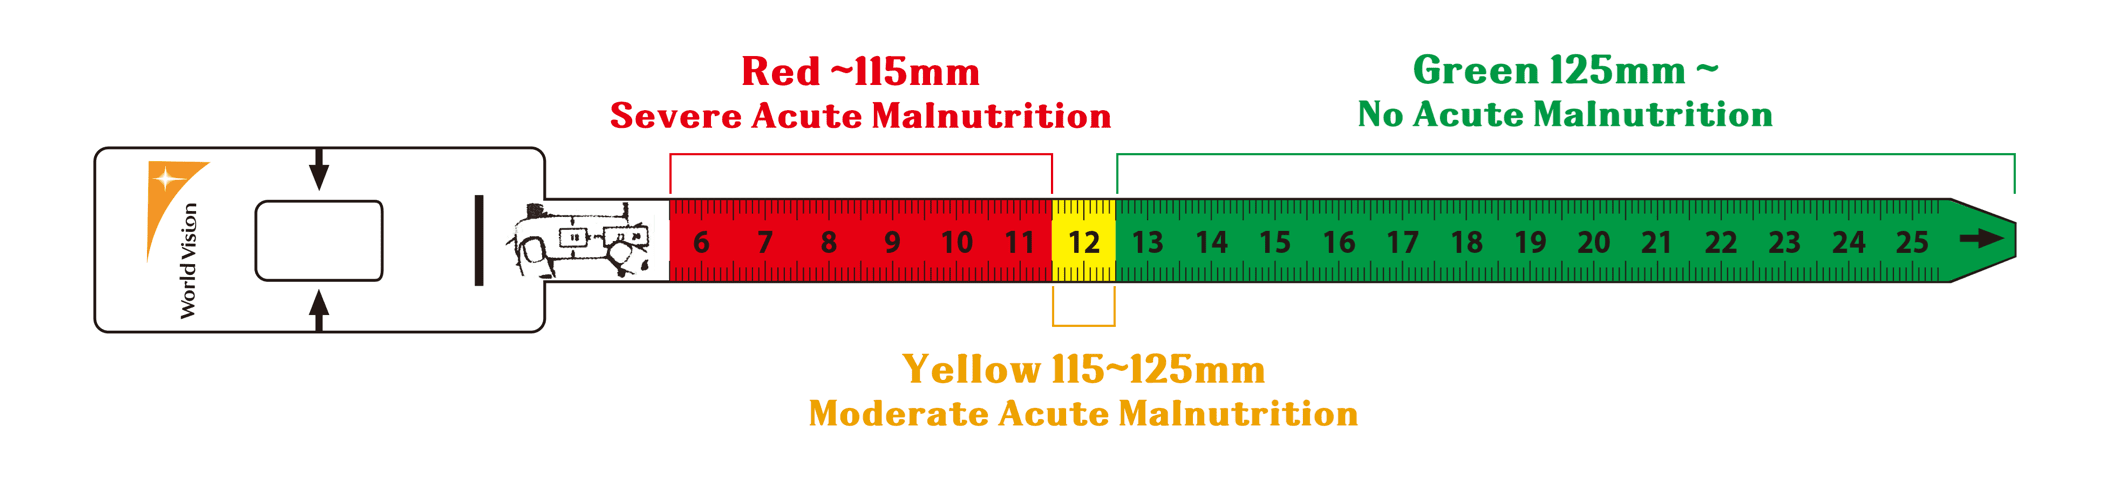 Red ~115mm
Severe Acute Malnutrition
Green 125mm ~
No Acute Malnutrition
World Vision
6 7 8 9 10 11 12 13 14 15 16 17 18 19 20 21 22 23 24 25
Yellow 115~125mm
Moderate Acute Malnutrition